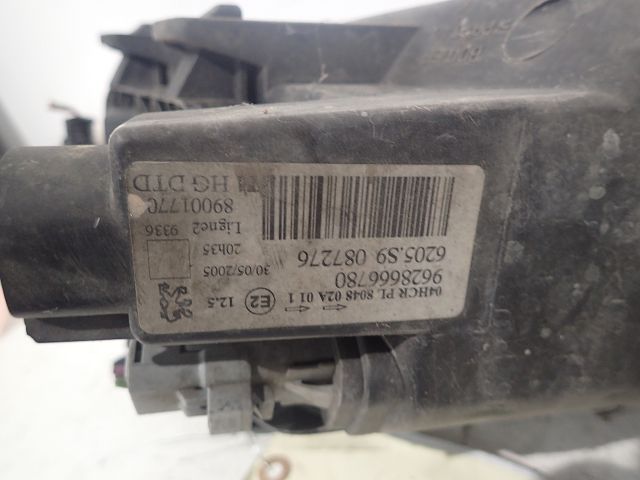 04HCR PL 8048 02A 01 1
E2 12.5
9628666780
30/05/2005
6205.S9 087276
20h35
Ligne2 9336
89001770
HG DTD